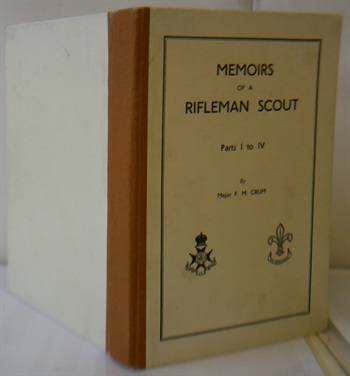 MEMOIRS
OF A
RIFLEMAN SCOUT
Parts I to IV
By
Major F. M. CRUM